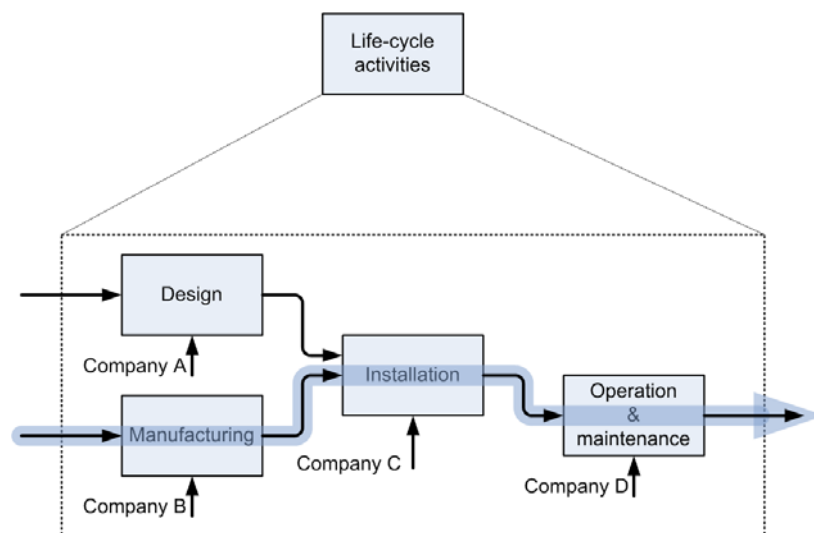 Life-cycle
activities
Design
Company A
Manufacturing
Company B
Installation
Company C
Operation
&
maintenance
Company D